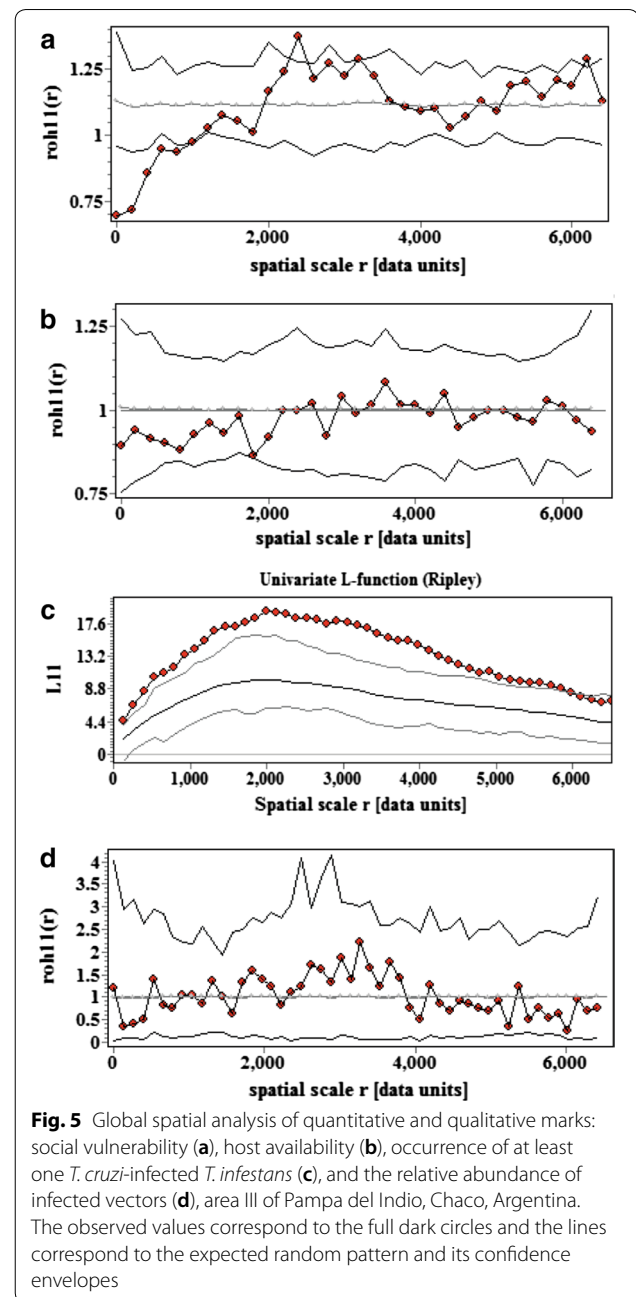 a
roh11(r)
1.25
1
0.75
0 2,000 4,000 6,000
spatial scale r [data units]
b
roh11(r)
1.25
1
0.75
0 2,000 4,000 6,000
spatial scale r [data units]
Univariate L-function (Ripley)
c
L11
17.6
13.2
8.8
4.4
0
0 1,000 2,000 3,000 4,000 5,000 6,000
Spatial scale r [data units]
d
roh11(r)
4
3.5
3
2.5
2
1.5
1
0.5
0
0 2,000 4,000 6,000
spatial scale r [data units]
Fig. 5 Global spatial analysis of quantitative and qualitative marks:
social vulnerability (a), host availability (b), occurrence of at least
one T. cruzi-infected T. infestans (c), and the relative abundance of
infected vectors (d), area III of Pampa del Indio, Chaco, Argentina.
The observed values correspond to the full dark circles and the lines
correspond to the expected random pattern and its confidence
envelopes